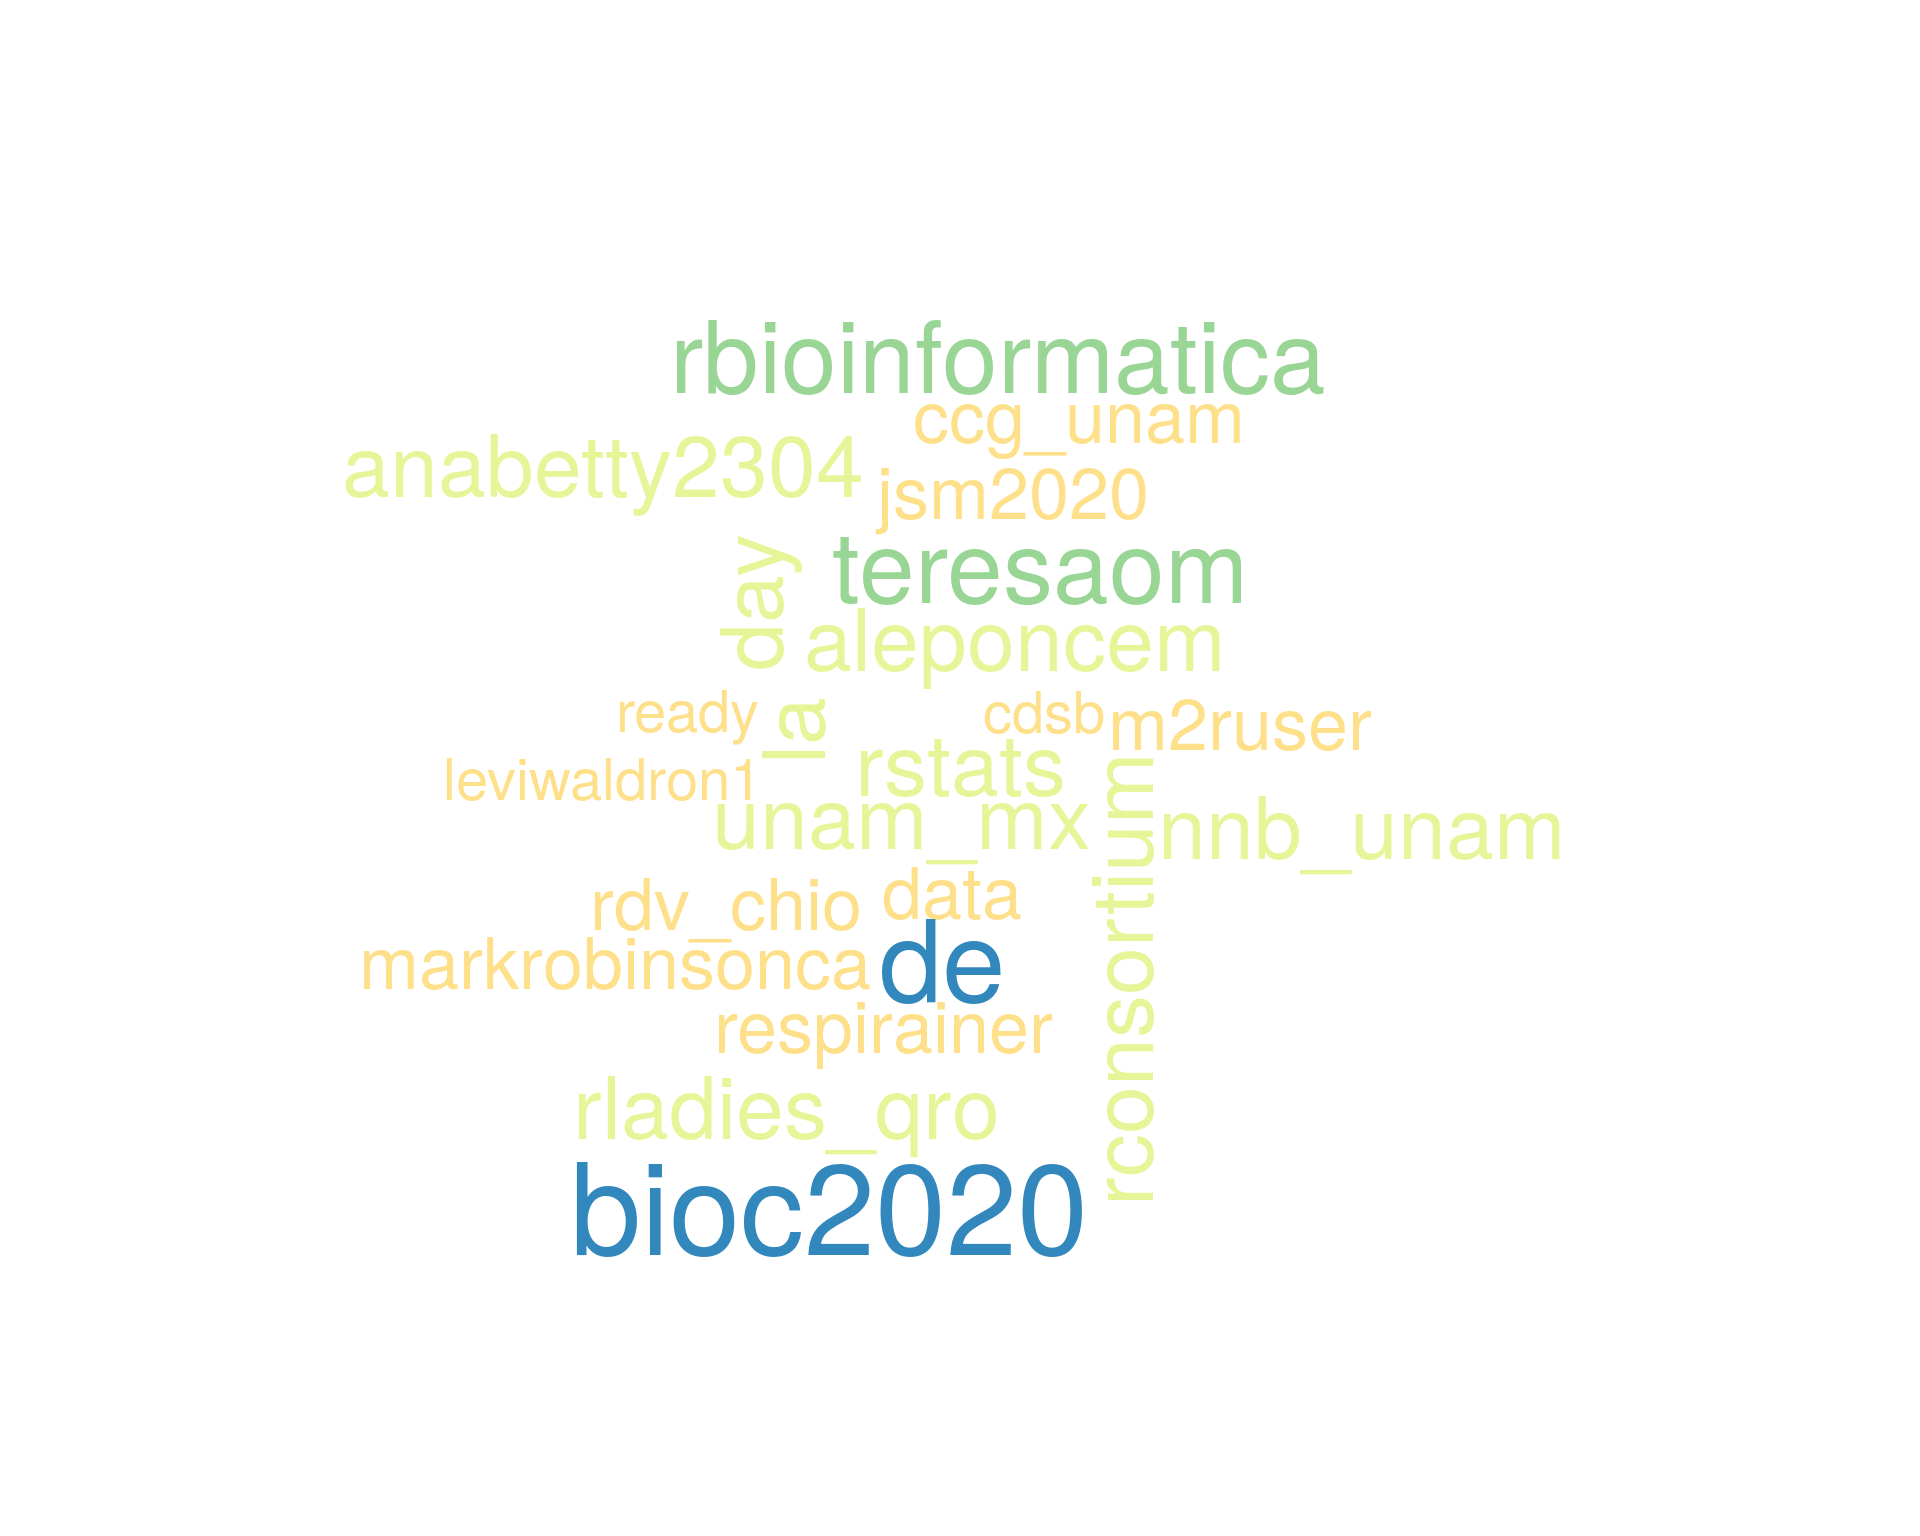 rbioinformatica
ccg_unam
anabetty2304
jsm2020
day
teresaom
aleponcem
ready
la
cdsb
m2ruser
rstats
leviwaldron1
unam_mx
rconsortium
nnb_unam
rdv_chio
data
markrobinsonca
de
respirainer
rladies_qro
bioc2020